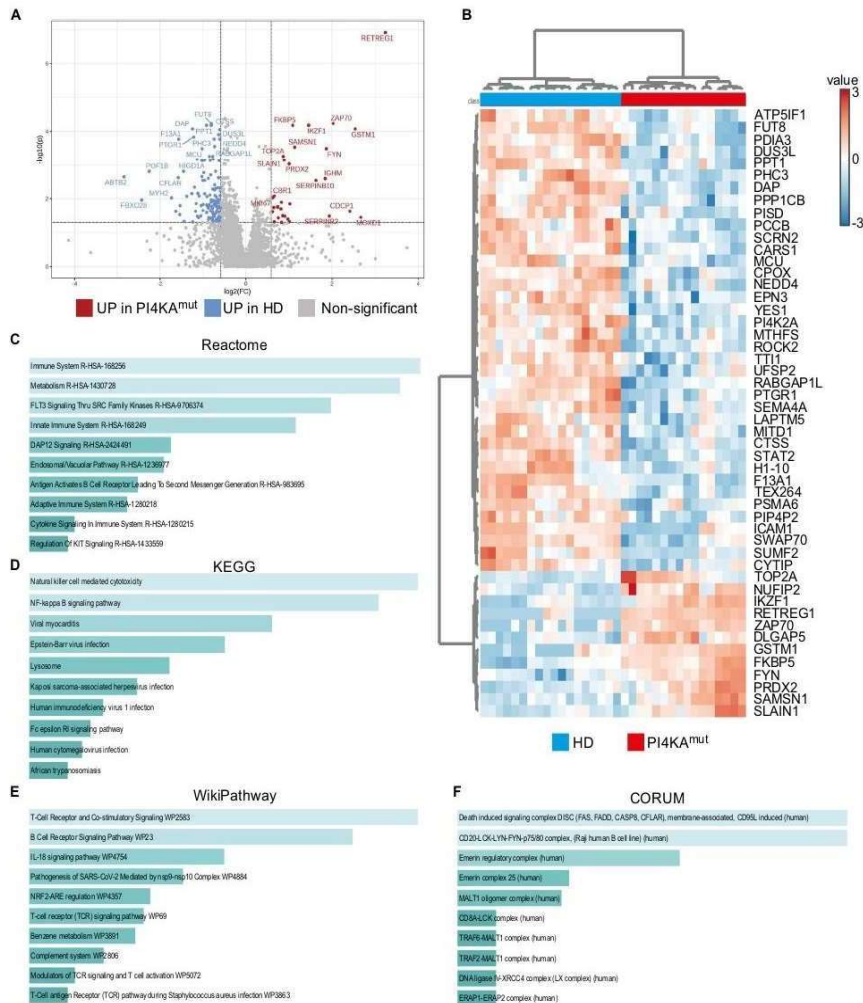 A
-log10(p)
RETREG1
FUT8
DAP
CTSS
F13A1
PPT1
DUS3L
PTGR1
PHC3
NEDD4
MCU
RABGAP1L
PGF1B
HIGD1A
ABTB2
CFLAR
MYH2
FBXO28
FKBP5
ZAP70
IKZF1
GSTM1
SAMSN1
TOP2A
FYN
SLAIN1
PRDX2
IGHM
SERPINB10
CBR1
MKI67
CDCP1
SERPINB2
MOXD1
-4 -2 0 2 4
log2(FC)
UP in PI4KAmut UP in HD Non-significant
B
class
value
3
0
-3
ATP5IF1
FUT8
PDIA3
DUS3L
PPT1
PHC3
DAP
PPP1CB
PISD
PCCB
SCRN2
CARS1
MCU
CPOX
NEDD4
EPN3
YES1
PI4K2A
MTHFS
ROCK2
TTI1
UFSP2
RABGAP1L
PTGR1
SEMA4A
LAPTM5
MITD1
CTSS
STAT2
H1-10
F13A1
TEX264
PSMA6
PIP4P2
ICAM1
SWAP70
SUMF2
CYTIP
TOP2A
NUFIP2
IKZF1
RETREG1
ZAP70
DLGAP5
GSTM1
FKBP5
FYN
PRDX2
SAMSN1
SLAIN1
HD PI4KAmut
C
Reactome
Immune System R-HSA-168256
Metabolism R-HSA-1430728
FLT3 Signaling Thru SRC Family Kinases R-HSA-9706374
Innate Immune System R-HSA-168249
DAP12 Signaling R-HSA-2424491
Endosomal/Vacuolar Pathway R-HSA-1236977
Antigen Activates B Cell Receptor Leading To Second Messenger Generation R-HSA-983695
Adaptive Immune System R-HSA-1280218
Cytokine Signaling In Immune System R-HSA-1280215
Regulation Of KIT Signaling R-HSA-1433559
D
KEGG
Natural killer cell mediated cytotoxicity
NF-kappa B signaling pathway
Viral myocarditis
Epstein-Barr virus infection
Lysosome
Kaposi sarcoma-associated herpesvirus infection
Human immunodeficiency virus 1 infection
Fc epsilon RI signaling pathway
Human cytomegalovirus infection
African trypanosomiasis
E
WikiPathway
T-Cell Receptor and Co-stimulatory Signaling WP2583
B Cell Receptor Signaling Pathway WP23
IL-18 signaling pathway WP4754
Pathogenesis of SARS-CoV-2 Mediated by nsp9-nsp10 Complex WP4884
NRF2-ARE regulation WP4357
T-cell receptor (TCR) signaling pathway WP69
Benzene metabolism WP3891
Complement system WP2806
Modulators of TCR signaling and T cell activation WP5072
T-Cell antigen Receptor (TCR) pathway during Staphylococcus aureus infection WP3863
F
CORUM
Death induced signaling complex DISC (FAS, FADD, CASP8, CFLAR), membrane-associated, CD95L induced (human)
CD20-LCK-LYN-FYN-p75/80 complex, (Raji human B cell line) (human)
Emerin regulatory complex (human)
Emerin complex 25 (human)
MALT1 oligomer complex (human)
CD8A-LCK complex (human)
TRAF6-MALT1 complex (human)
TRAF2-MALT1 complex (human)
DNA ligase IV-XRCC4 complex (LX complex) (human)
ERAP1-ERAP2 complex (human)